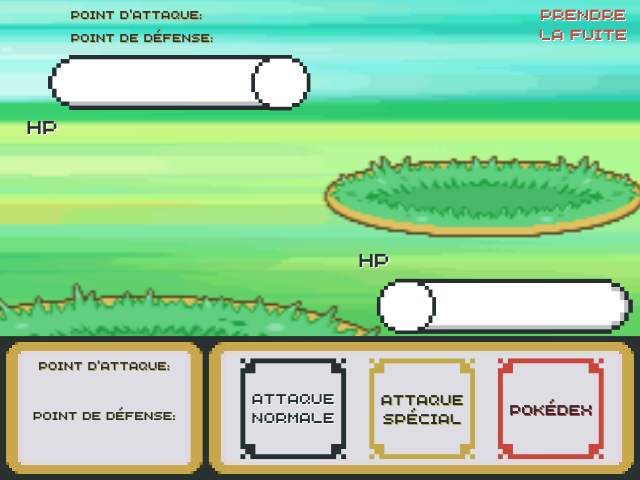 POINT D'ATTAQUE:
POINT DE DÉFENSE:
PRENDRE
LA FUITE
HP
HP
POINT D'ATTAQUE:
POINT DE DÉFENSE:
ATTAQUE
NORMALE
ATTAQUE
SPÉCIAL
POKÉDEX